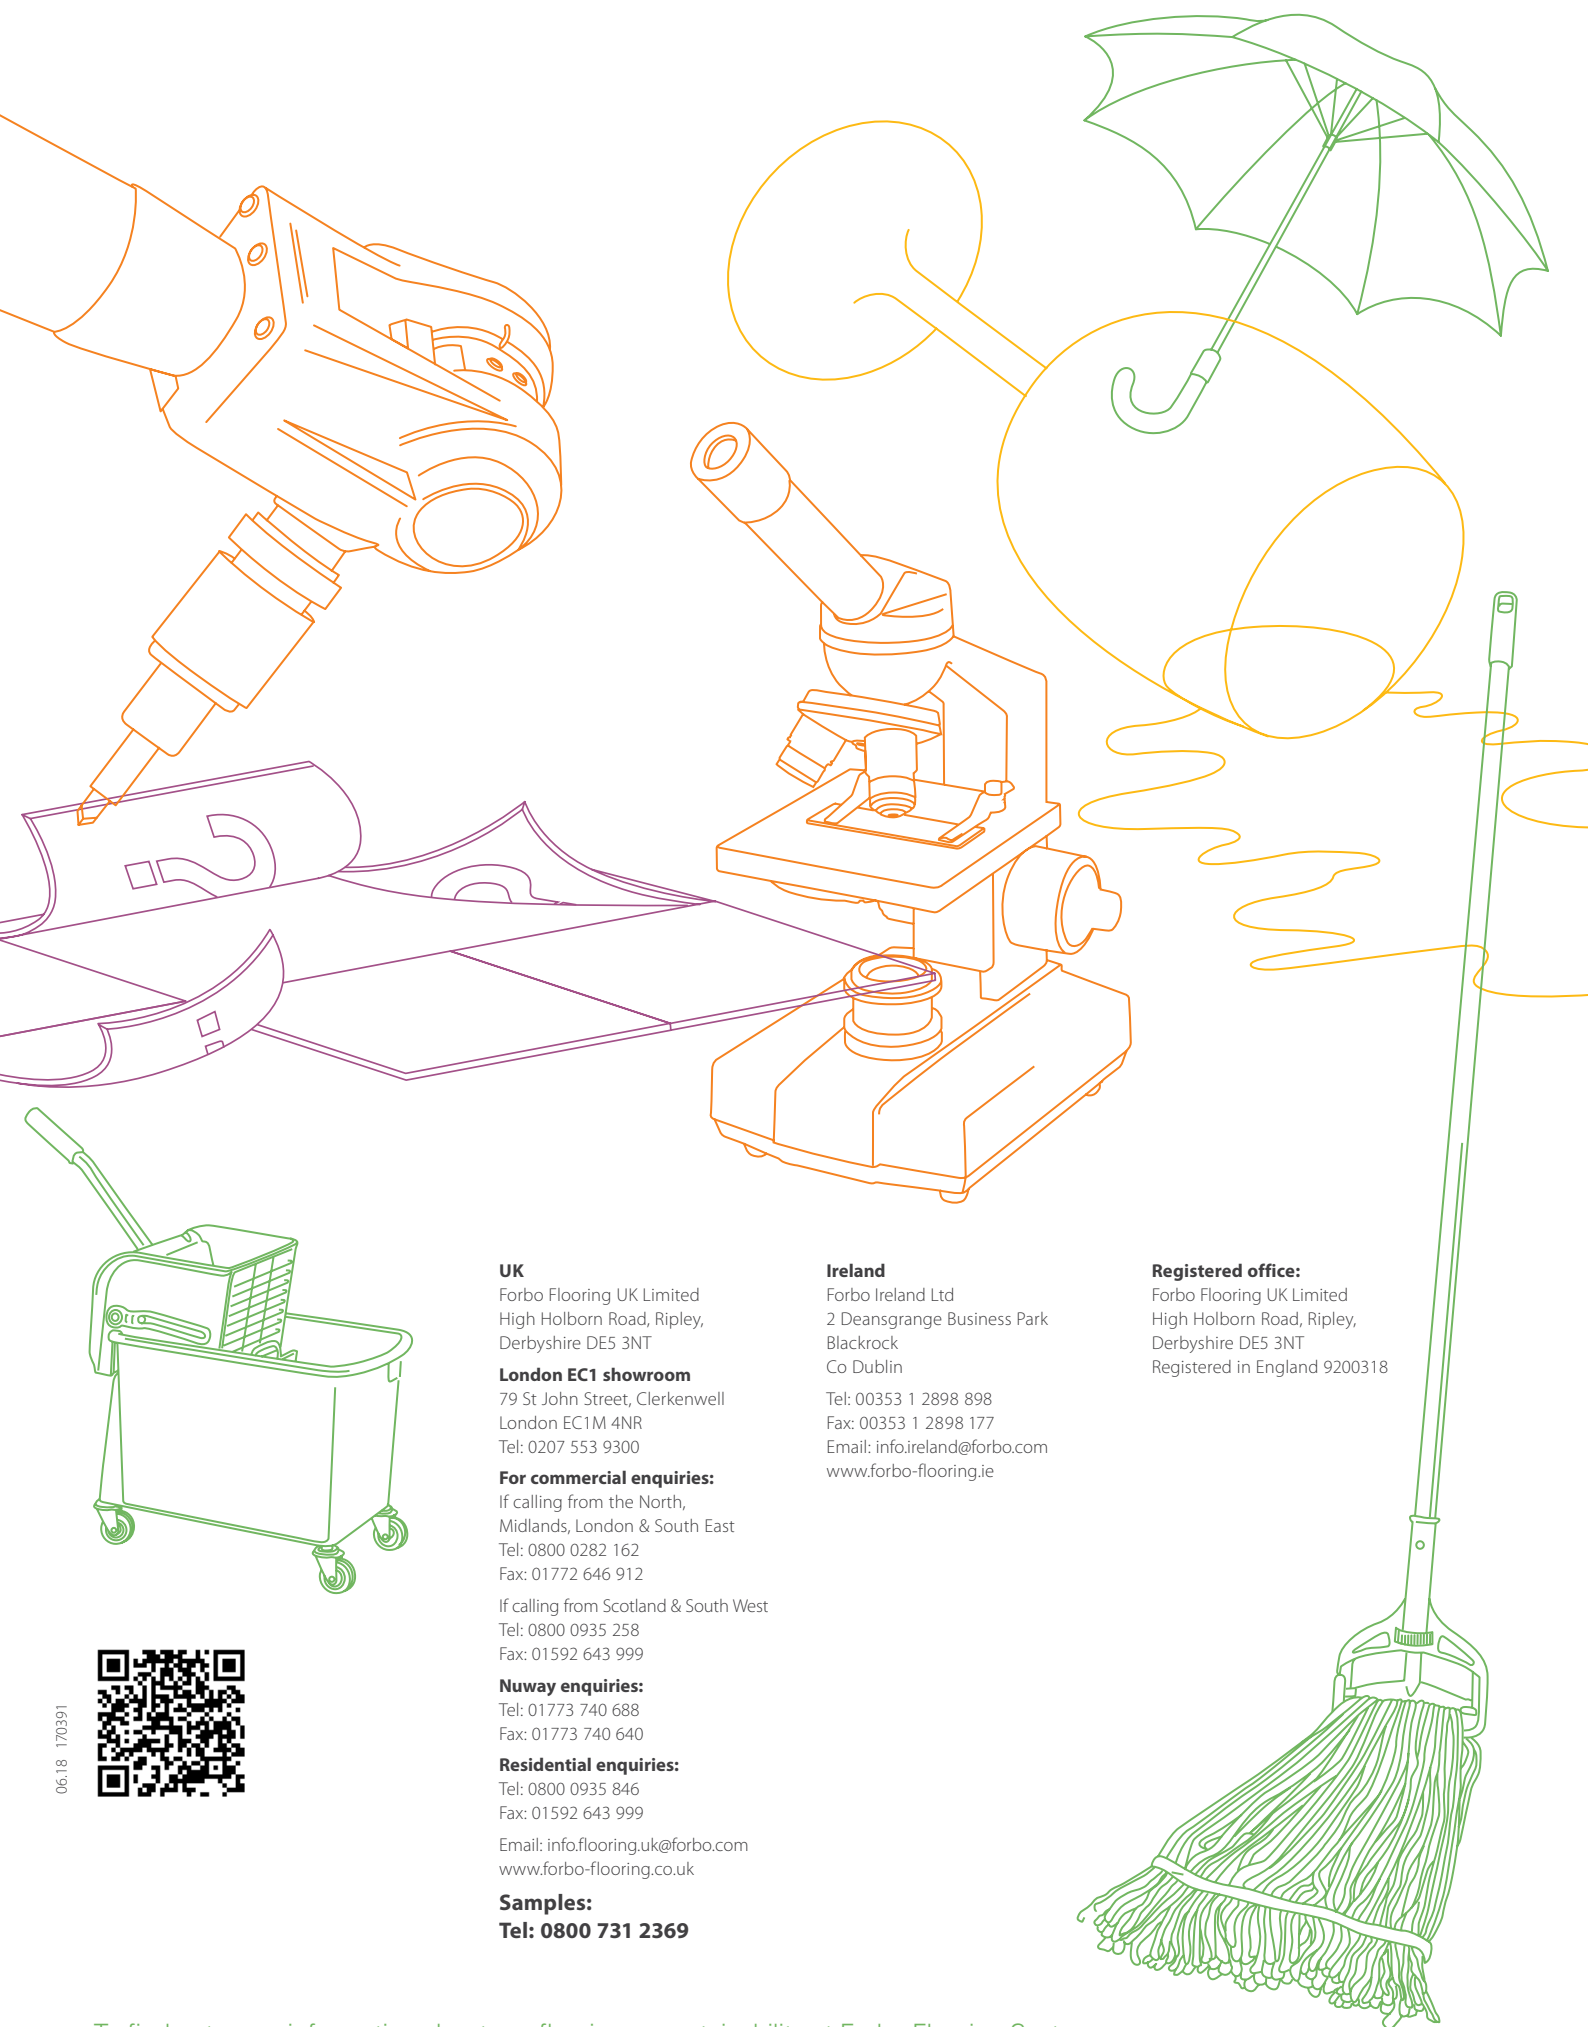 UK
Forbo Flooring UK Limited
High Holborn Road, Ripley,
Derbyshire DE5 3NT
London EC1 showroom
79 St John Street, Clerkenwell
London EC1M 4NR
Tel: 0207 553 9300
For commercial enquiries:
If calling from the North,
Midlands, London & South East
Tel: 0800 0282 162
Fax: 01772 646 912
If calling from Scotland & South West
Tel: 0800 0935 258
Fax: 01592 643 999
Nuway enquiries:
Tel: 01773 740 688
Fax: 01773 740 640
Residential enquiries:
Tel: 0800 0935 846
Fax: 01592 643 999
Email: info.flooring.uk@forbo.com
www.forbo-flooring.co.uk
Samples:
Tel: 0800 731 2369
Ireland
Forbo Ireland Ltd
2 Deansgrange Business Park
Blackrock
Co Dublin
Tel: 00353 1 2898 898
Fax: 00353 1 2898 177
Email: info.ireland@forbo.com
www.forbo-flooring.ie
Registered office:
Forbo Flooring UK Limited
High Holborn Road, Ripley,
Derbyshire DE5 3NT
Registered in England 9200318
06.18 170391